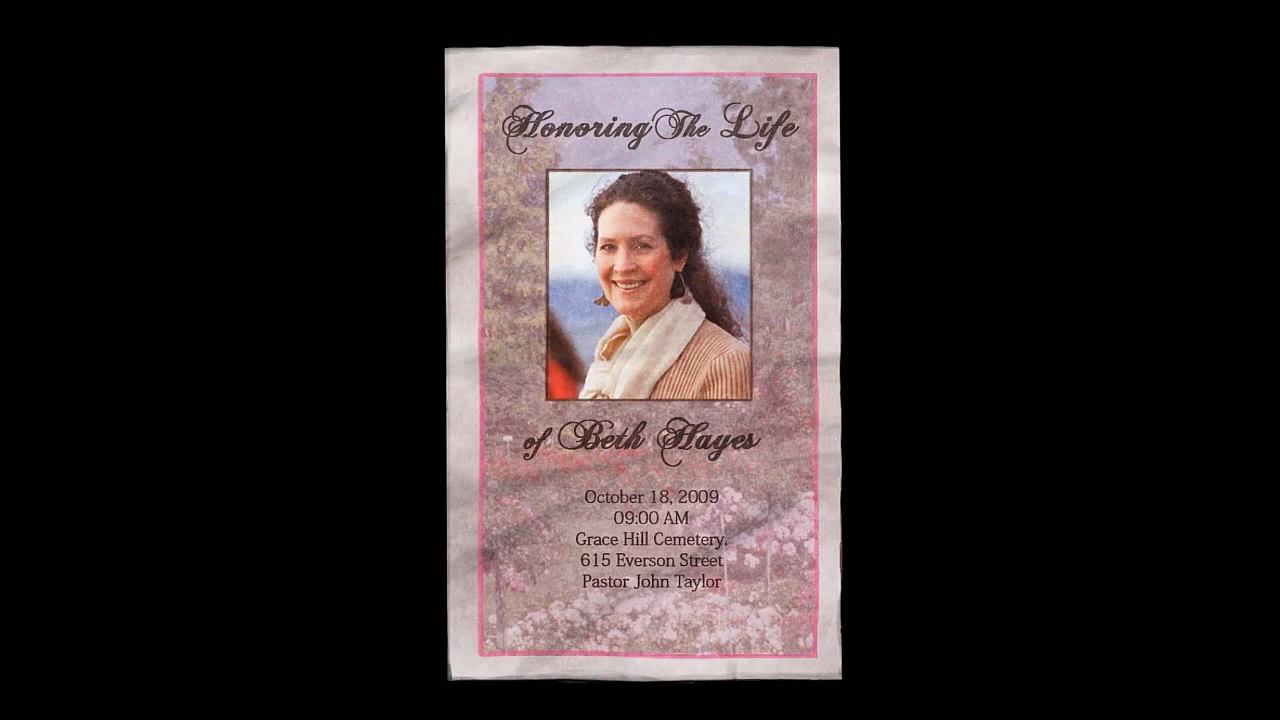 Honoring The Life
of Beth Hayes
October 18, 2009
09:00 AM
Grace Hill Cemetery,
615 Everson Street
Pastor John Taylor